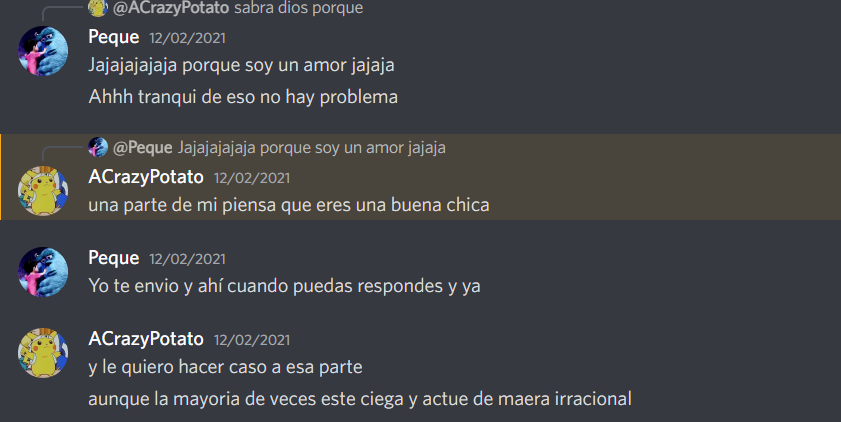 @ACrazyPotato sabra dios porque
Peque 12/02/2021
Jajajajajaja porque soy un amor jajaja
Ahhh tranqui de eso no hay problema
@Peque Jajajajajaja porque soy un amor jajaja
ACrazyPotato 12/02/2021
una parte de mi piensa que eres una buena chica
Peque 12/02/2021
Yo te envio y ahí cuando puedas respondes y ya
ACrazyPotato 12/02/2021
y le quiero hacer caso a esa parte
aunque la mayoria de veces este ciega y actue de maera irracional